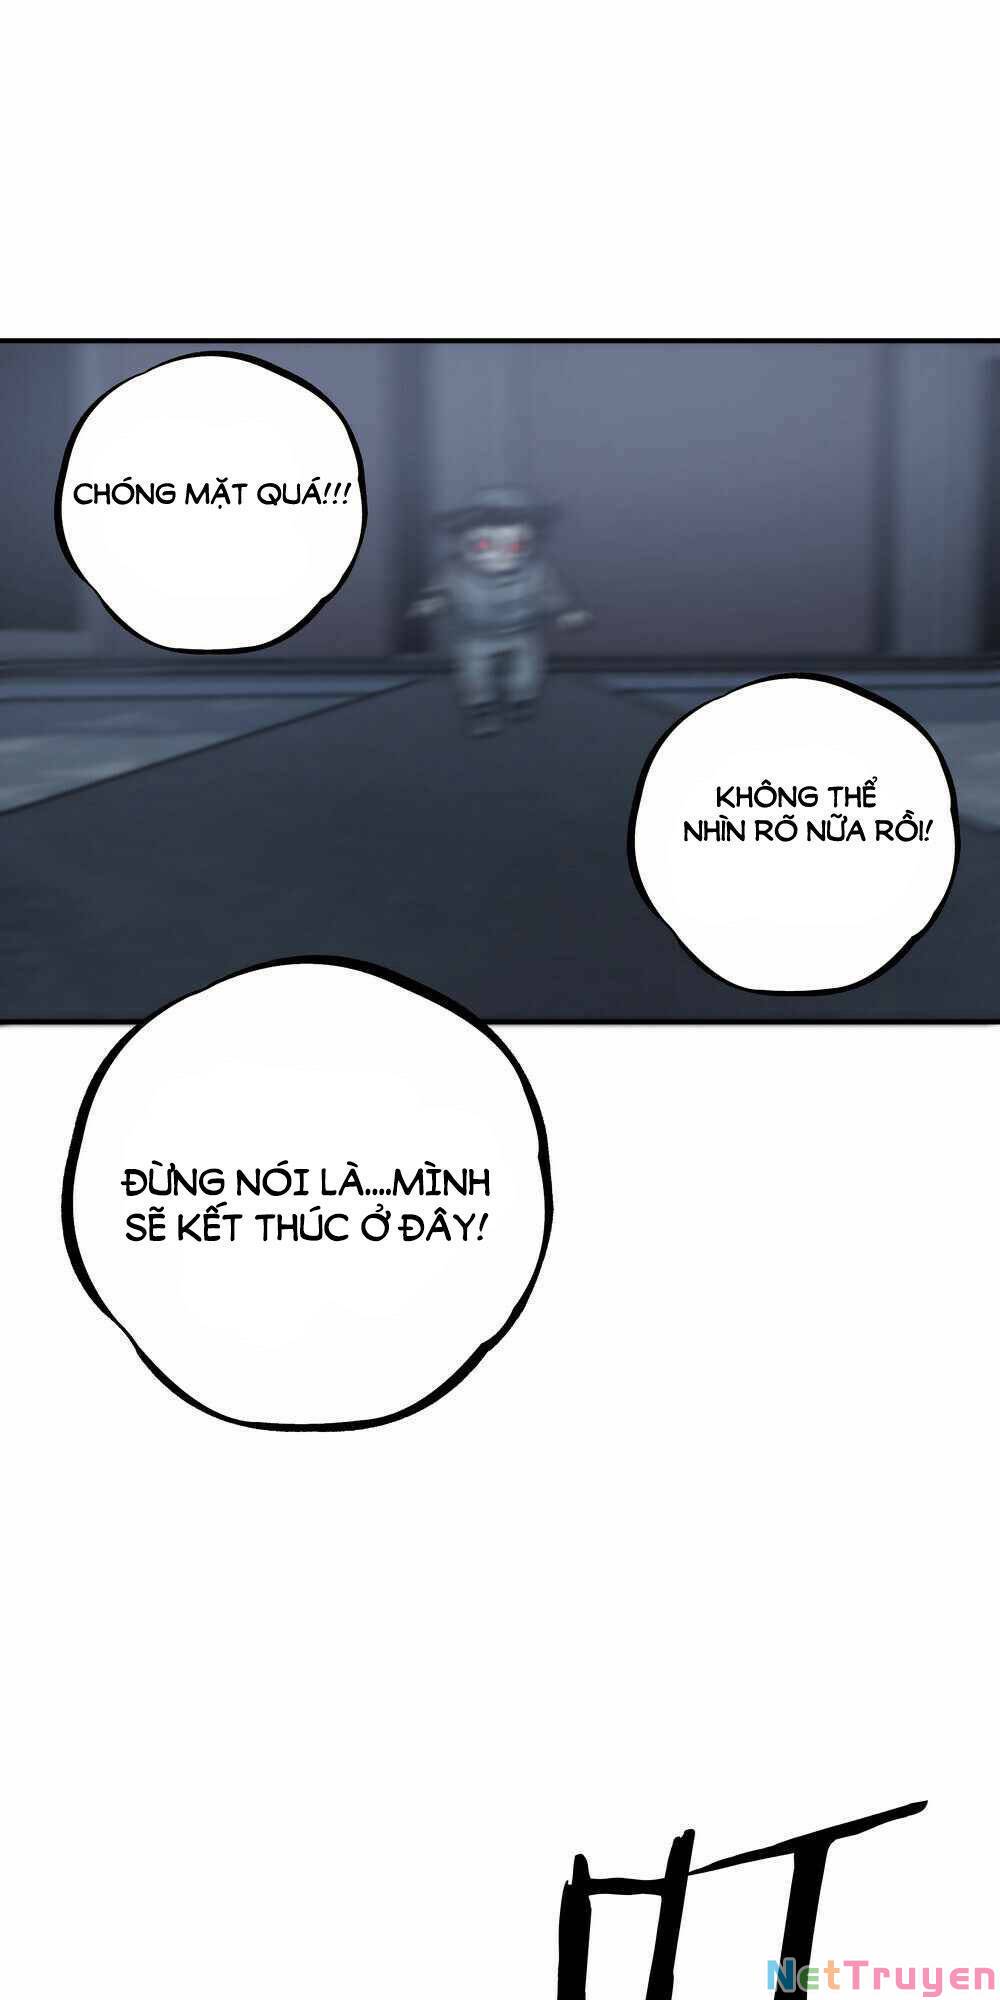 CHÓNG MẶT QUÁ!!!
KHÔNG THỂ
NHÌN RÕ NỮA RỒI!
ĐỪNG NÓI LÀ....MÌNH
SẼ KẾT THÚC Ở ĐÂY!
NetTruyen